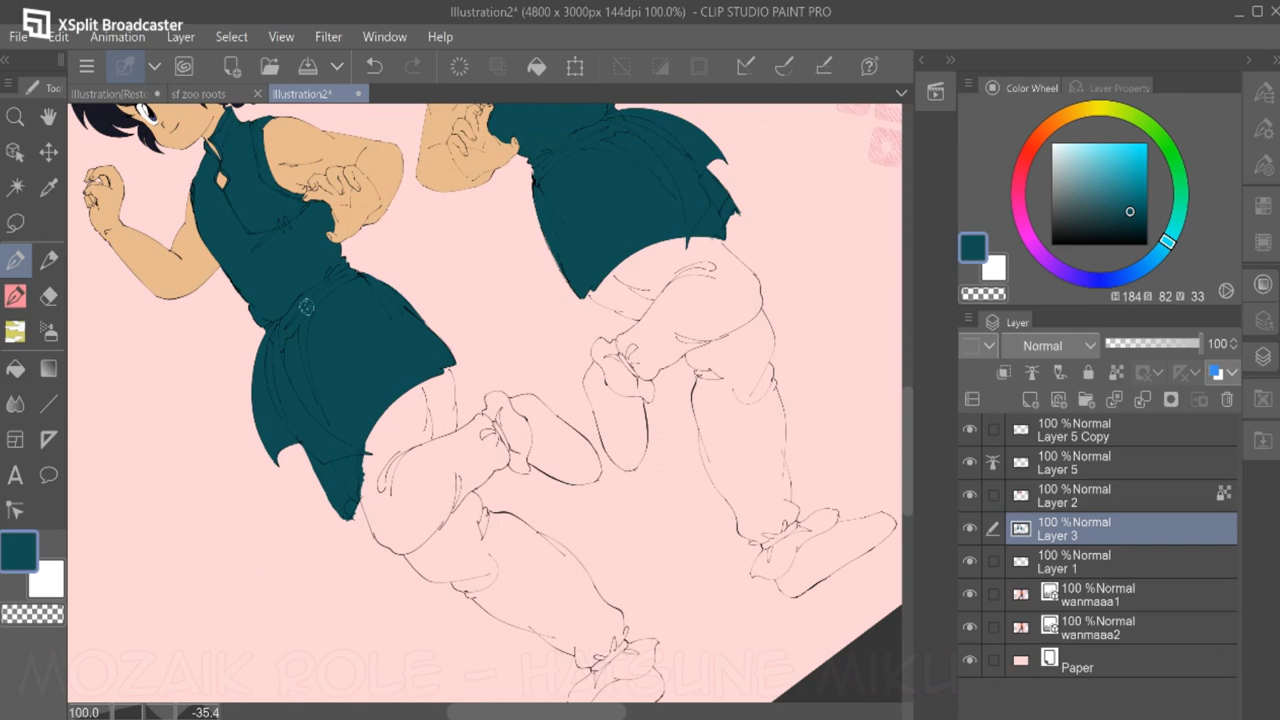 Illustration2* (4800 x 3000px 144dpi 100.0%) - CLIP STUDIO PAINT PRO
XSplit Broadcaster
File Edit Animation Layer Select View Filter Window Help
Too
Illustration[Resto
sf zoo roots
Illustration2*
Color Wheel
Layer Property
H 184 S 82 V 33
Layer
Normal
100
100 %Normal
Layer 5 Copy
100 %Normal
Layer 5
100 %Normal
Layer 2
100 %Normal
Layer 3
100 %Normal
Layer 1
100 %Normal
wanmaaa1
100 %Normal
wanmaaa2
Paper
A
MOZAIK ROLE - HATSUNE MIKU
100.0
-35.4